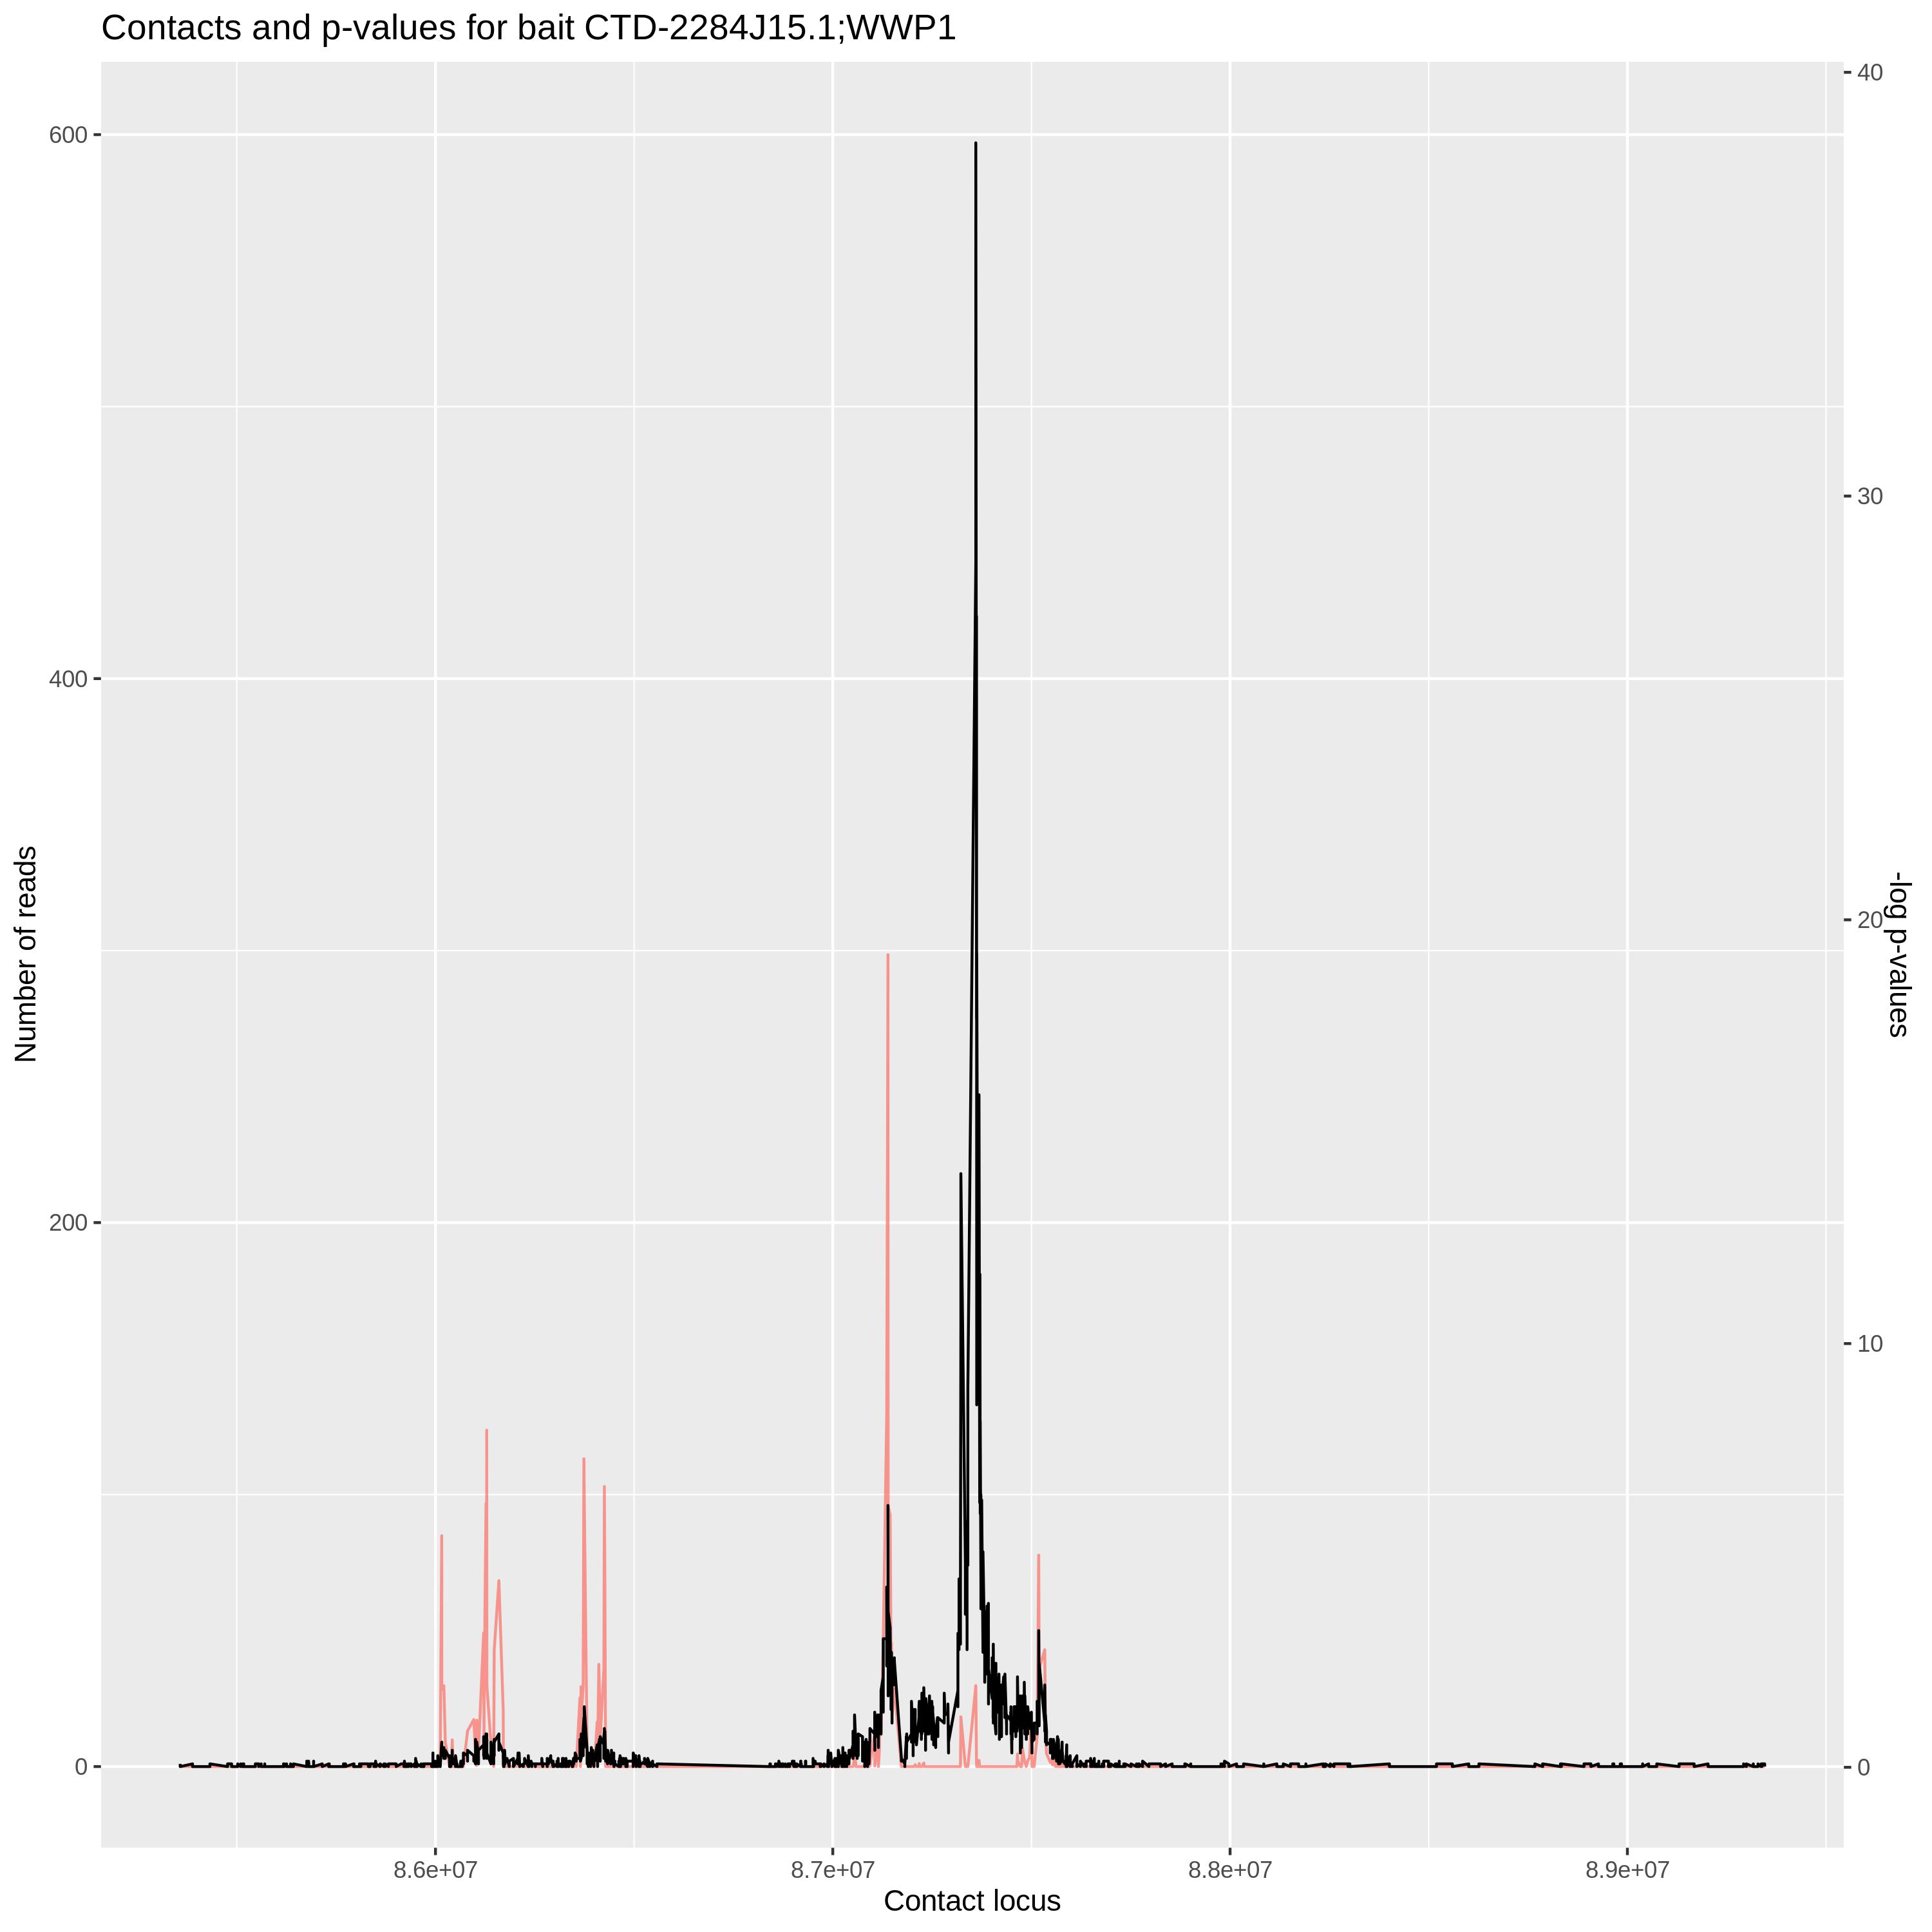 Contacts and p-values for bait CTD-2284J15.1;WWP1
600
400
200
0
Number of reads
40
30
20
10
0
-log p-values
8.6e+07
8.7e+07
8.8e+07
8.9e+07
Contact locus